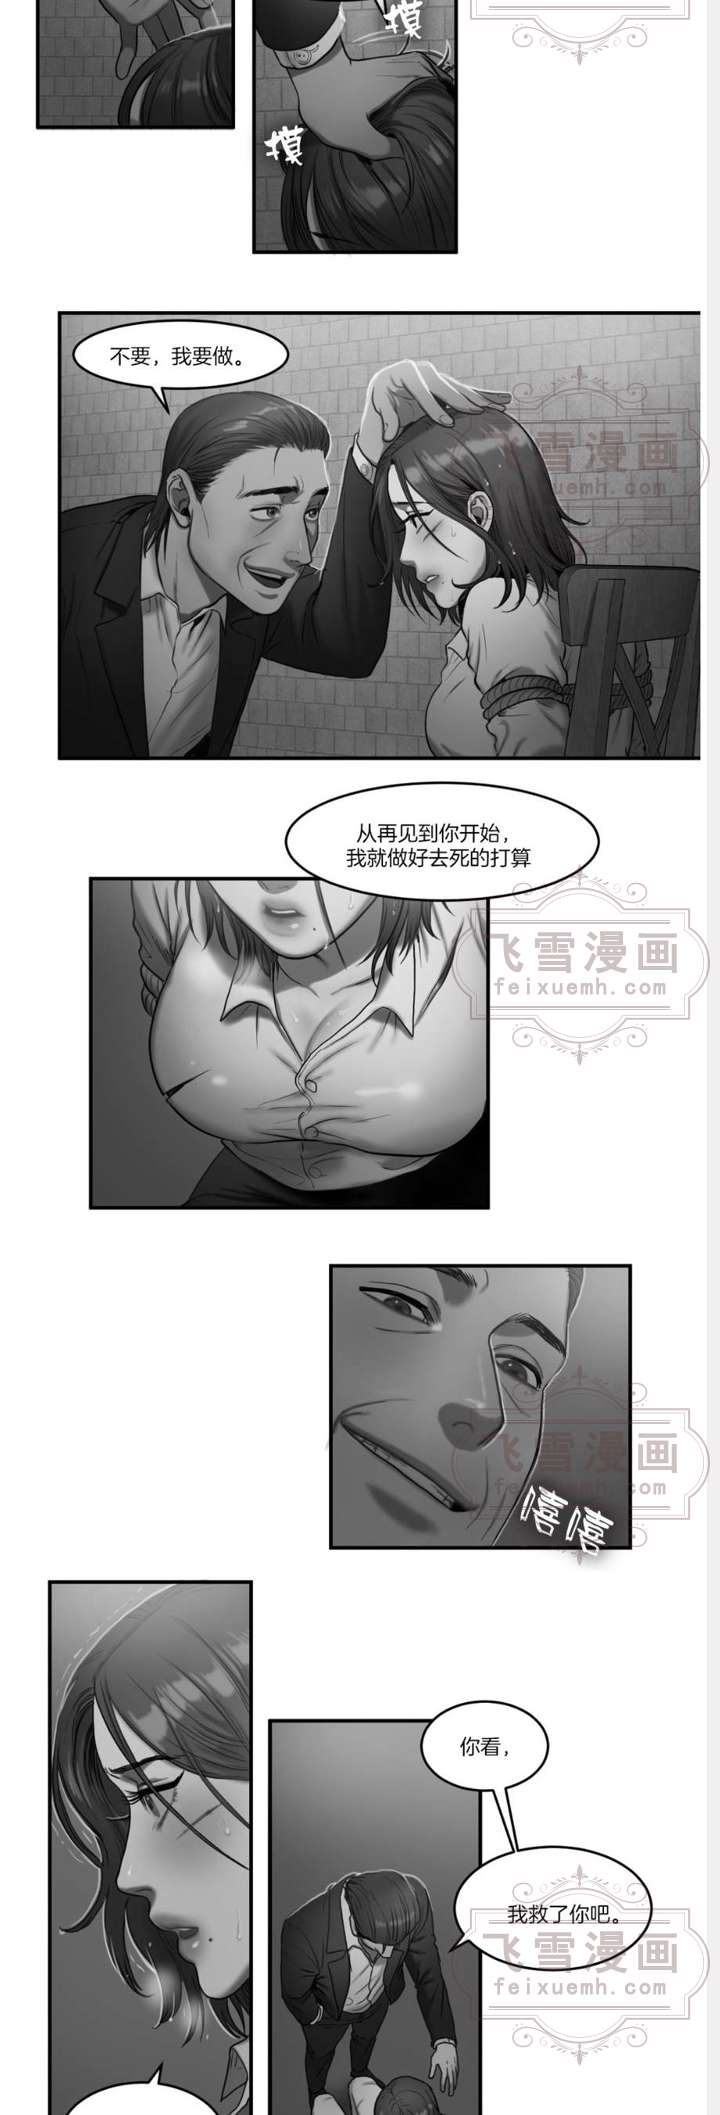 摸
摸
不要，我要做。
飞雪漫画
feixuemh.com
从再见到你开始，
我就做好去死的打算
飞雪漫画
feixuemh.com
飞雪漫画
feixuemh.com
嘻嘻
你看，
我救了你吧。
飞雪漫画
feixuemh.com